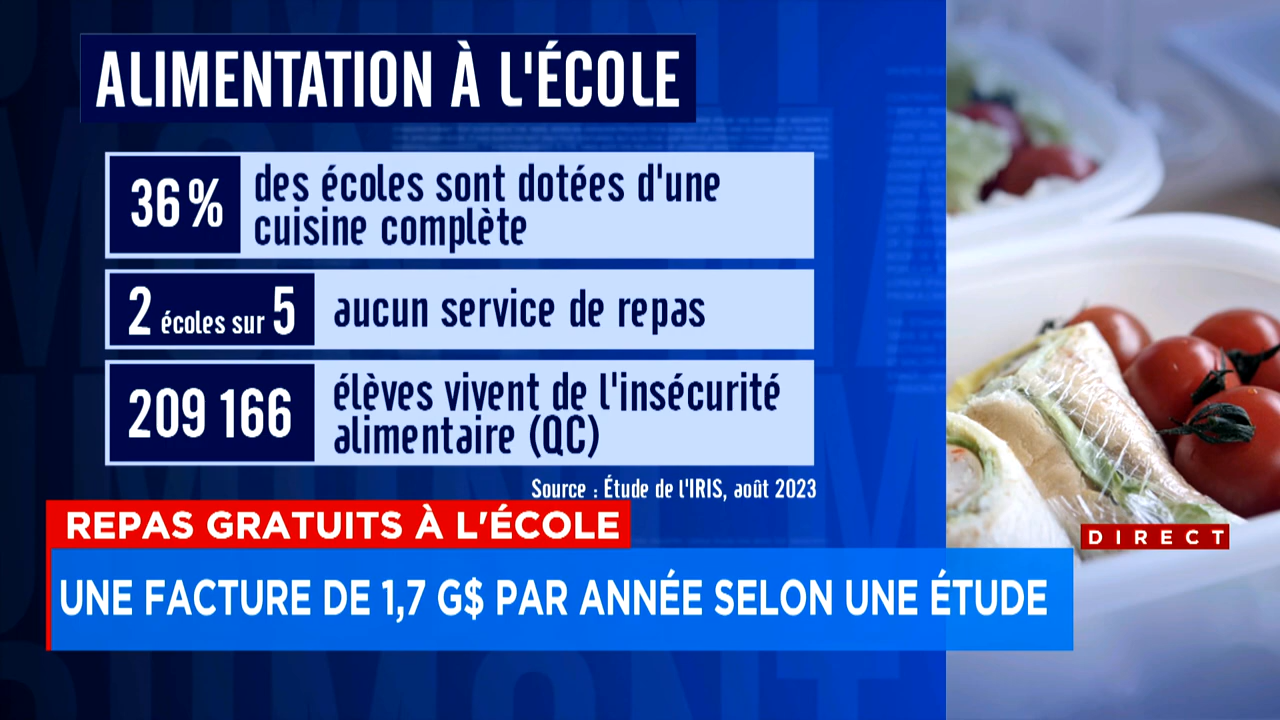 ALIMENTATION À L'ÉCOLE
36 %
des écoles sont dotées d'une
cuisine complète
2 écoles sur 5
aucun service de repas
209 166
élèves vivent de l'insécurité
alimentaire (QC)
Source : Étude de l'IRIS, août 2023
REPAS GRATUITS À L'ÉCOLE
DIRECT
UNE FACTURE DE 1,7 G$ PAR ANNÉE SELON UNE ÉTUDE